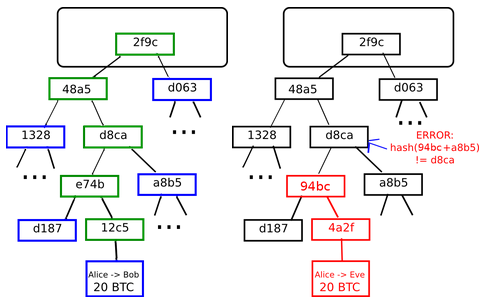 2f9c
48a5
d063
1328
d8ca
...
...
e74b
a8b5
d187
12c5
...
Alice -> Bob
20 BTC
2f9c
48a5
d063
1328
d8ca
...
ERROR:
hash(94bc+a8b5)
!= d8ca
...
94bc
a8b5
d187
4a2f
...
Alice -> Eve
20 BTC